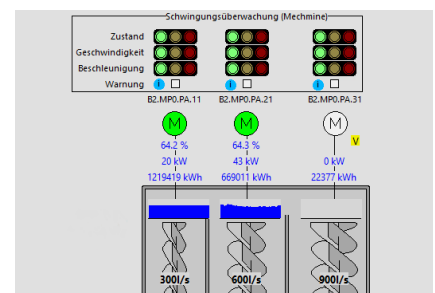 Schwingungsüberwachung (Mechmine)
Zustand
Geschwindigkeit
Beschleunigung
Warnung i i i
B2.MP0.PA.11 B2.MP0.PA.21 B2.MP0.PA.31
M M M
V
64.2 % 64.3 %
20 kW 43 kW 0 kW
1219419 kWh 669011 kWh 22377 kWh
300l/s 600l/s 900l/s